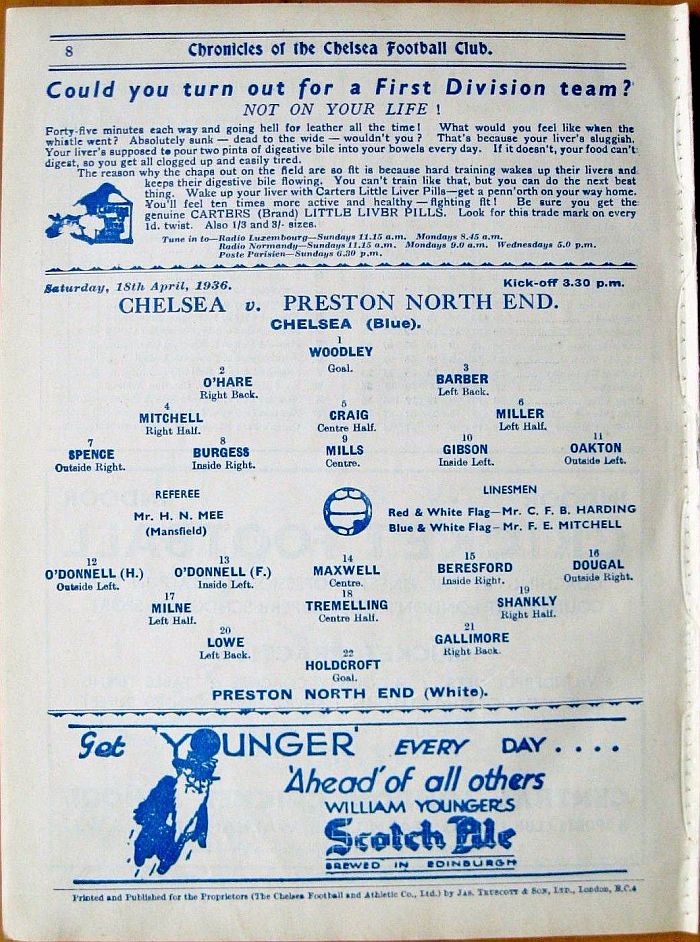 8
Chronicles of the Chelsea Football Club.
Could you turn out for a First Division team?
NOT ON YOUR LIFE !
Forty-five minutes each way and going hell for leather all the time! What would you feel like when the
whistle went? Absolutely sunk — dead to the wide — wouldn't you? That's because your liver's sluggish.
Your liver's supposed to pour two pints of digestive bile into your bowels every day. If it doesn't, your food can't
digest, so you get all clogged up and easily tired.
The reason why the chaps out on the field are so fit is because hard training wakes up their livers and
keeps their digestive bile flowing. You can't train like that, but you can do the next best
thing. Wake up your liver with Carters Little Liver Pills—get a penn'orth on your way home.
You'll feel ten times more active and healthy—fighting fit! Be sure you get the
genuine CARTERS (Brand) LITTLE LIVER PILLS. Look for this trade mark on every
1d. twist. Also 1/3 and 3/- sizes.
Tune in to—Radio Luxembourg—Sundays 11.15 a.m. Mondays 8.45 a.m.
Radio Normandy—Sundays 11.15 a.m. Mondays 9.0 a.m. Wednesdays 5.0 p.m.
Poste Parisien—Sundays 6.30 p.m.
Saturday, 18th April, 1936.
Kick-off 3.30 p.m.
CHELSEA v. PRESTON NORTH END.
CHELSEA (Blue).
1
WOODLEY
Goal.
2 3
O'HARE BARBER
Right Back. Left Back.
4 5 6
MITCHELL CRAIG MILLER
Right Half. Centre Half. Left Half.
7 8 9 10 11
SPENCE BURGESS MILLS GIBSON OAKTON
Outside Right. Inside Right. Centre. Inside Left. Outside Left.
REFEREE
Mr. H. N. MEE
(Mansfield)
LINESMEN
Red & White Flag—Mr. C. F. B. HARDING
Blue & White Flag—Mr. F. E. MITCHELL
12 13 14 15 16
O'DONNELL (H.) O'DONNELL (F.) MAXWELL BERESFORD DOUGAL
Outside Left. Inside Left. Centre. Inside Right. Outside Right.
17 18 19
MILNE TREMELLING SHANKLY
Left Half. Centre Half. Right Half.
20 21
LOWE GALLIMORE
Left Back. Right Back.
22
HOLDCROFT
Goal.
PRESTON NORTH END (White).
Get 'YOUNGER' EVERY DAY....
'Ahead' of all others
WILLIAM YOUNGER'S
Scotch Ale
BREWED IN EDINBURGH
Printed and Published for the Proprietors (The Chelsea Football and Athletic Co., Ltd.) by JAS. TRUSCOTT & SON, LTD., London, E.C.4